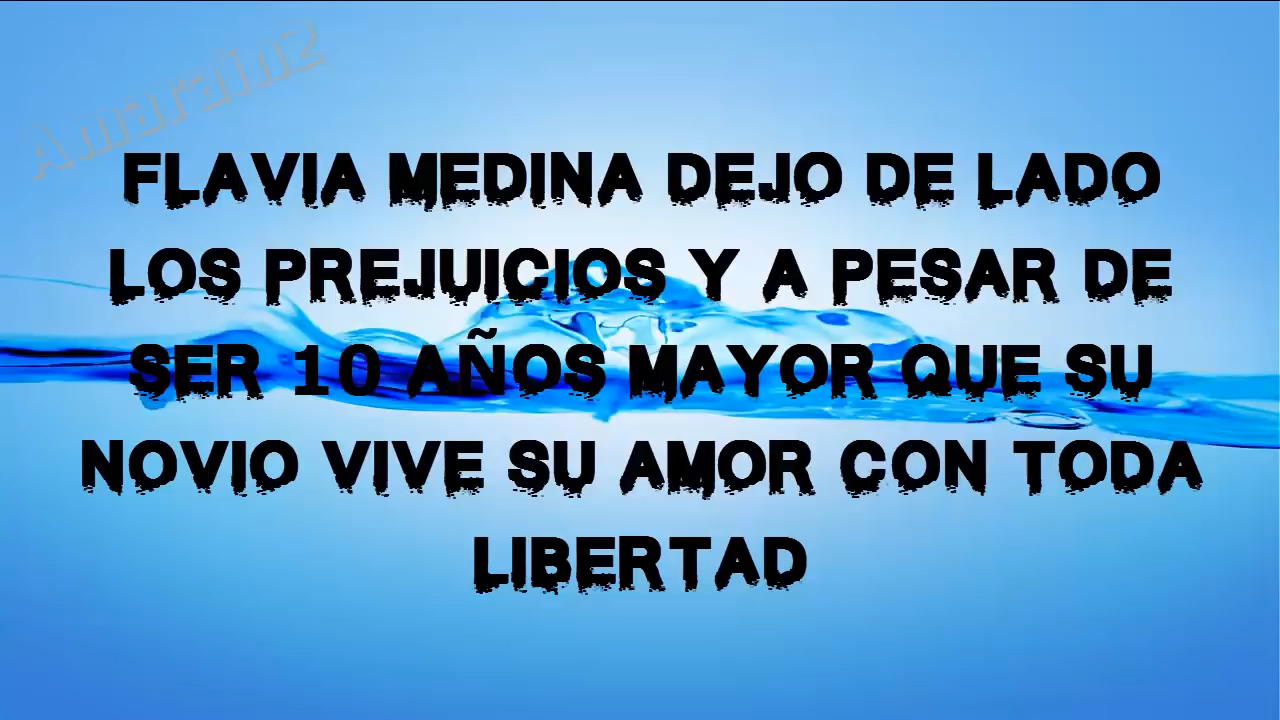 Amarain2
FLAVIA MEDINA DEJO DE LADO
LOS PREJUICIOS Y A PESAR DE
SER 10 AÑOS MAYOR QUE SU
NOVIO VIVE SU AMOR CON TODA
LIBERTAD